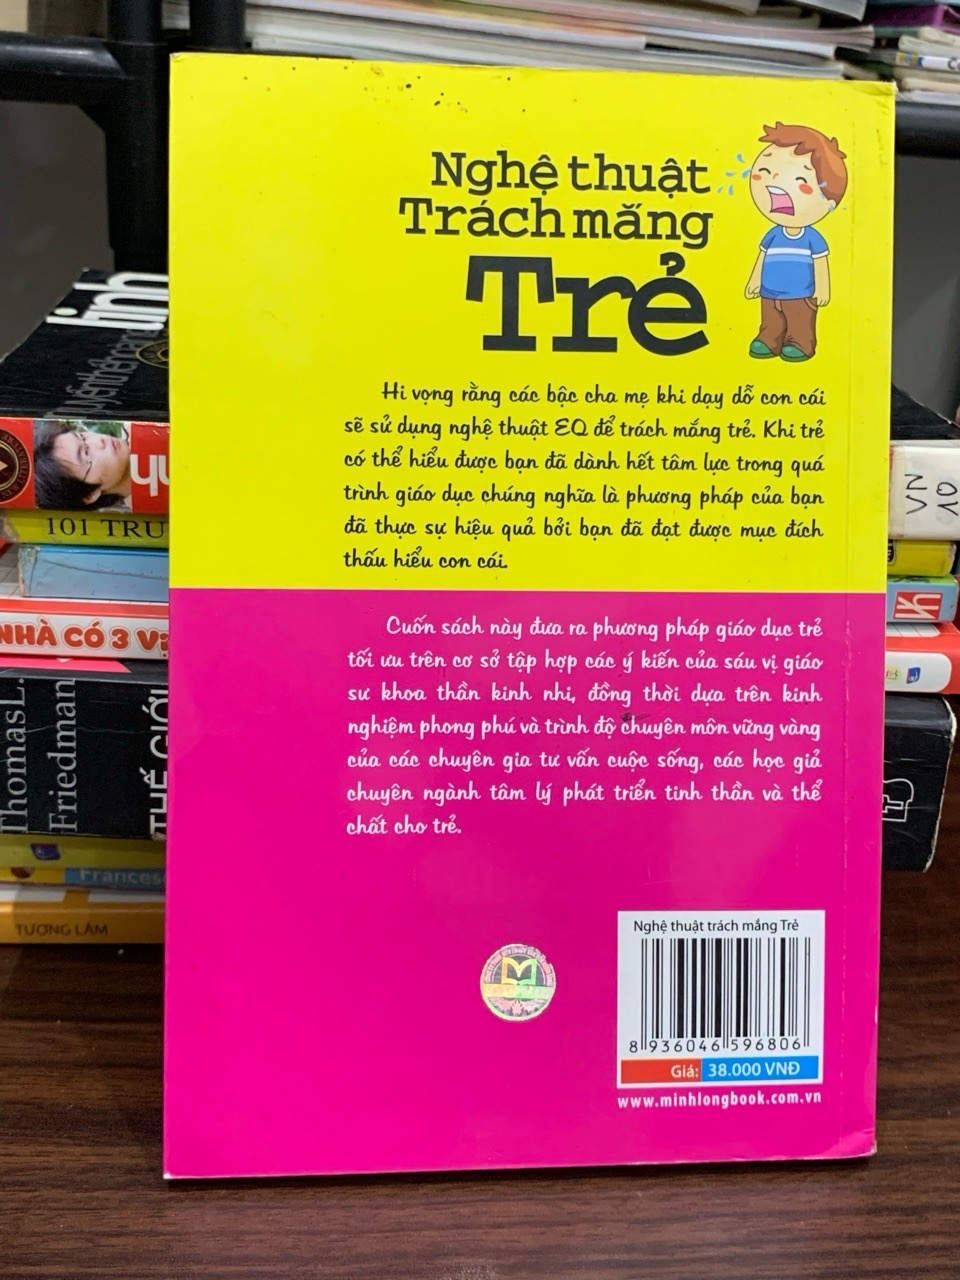 Nghệ thuật
Trách mắng
Trẻ
Hi vọng rằng các bậc cha mẹ khi dạy dỗ con cái
sẽ sử dụng nghệ thuật EQ để trách mắng trẻ. Khi trẻ
có thể hiểu được bạn đã dành hết tâm lực trong quá
trình giáo dục chúng nghĩa là phương pháp của bạn
đã thực sự hiệu quả bởi bạn đã đạt được mục đích
thấu hiểu con cái.
Cuốn sách này đưa ra phương pháp giáo dục trẻ
tối ưu trên cơ sở tập hợp các ý kiến của sáu vị giáo
sư khoa thần kinh nhi, đồng thời dựa trên kinh
nghiệm phong phú và trình độ chuyên môn vững vàng
của các chuyên gia tư vấn cuộc sống, các học giả
chuyên ngành tâm lý phát triển tinh thần và thể
chất cho trẻ.
Nghệ thuật trách mắng Trẻ
8 936046 596806
Giá: 38.000 VNĐ
www.minhlongbook.com.vn
101 TRU
NHÀ CÓ 3 Vị
Thomas L.
Friedman
THẾ GIỚI
Frances
TƯỜNG LÂM
VN
10